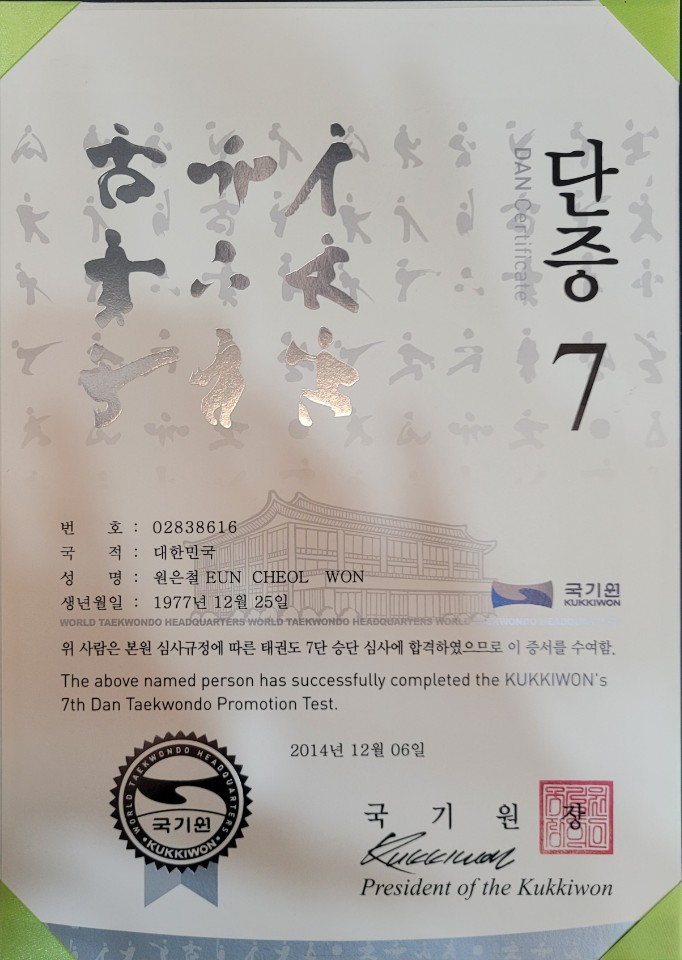 단증
DAN Certificate
7
번 호 : 02838616
국 적 : 대한민국
성 명 : 원은철 EUN CHEOL WON
생년월일 : 1977년 12월 25일
국기원
KUKKIWON
WORLD TAEKWONDO HEADQUARTERS WORLD TAEKWONDO HEADQUARTERS WORLD
위 사람은 본원 심사규정에 따른 태권도 7단 승단 심사에 합격하였으므로 이 증서를 수여함.
The above named person has successfully completed the KUKKIWON's
7th Dan Taekwondo Promotion Test.
2014년 12월 06일
WORLD TAEKWONDO HEADQUARTERS
국기원
KUKKIWON
국 기 원 장
Kukkiwon
President of the Kukkiwon